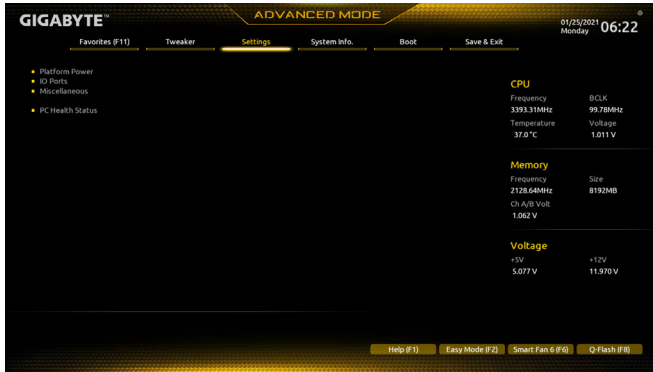 GIGABYTE™
ADVANCED MODE
01/25/2021 Monday 06:22
Favorites (F11) Tweaker Settings System Info. Boot Save & Exit
Platform Power
IO Ports
Miscellaneous
PC Health Status
CPU
Frequency BCLK
3393.31MHz 99.78MHz
Temperature Voltage
37.0 °C 1.011 V
Memory
Frequency Size
2128.64MHz 8192MB
Ch A/B Volt
1.062 V
Voltage
+5V +12V
5.077 V 11.970 V
Help (F1) Easy Mode (F2) Smart Fan 6 (F6) Q-Flash (F8)